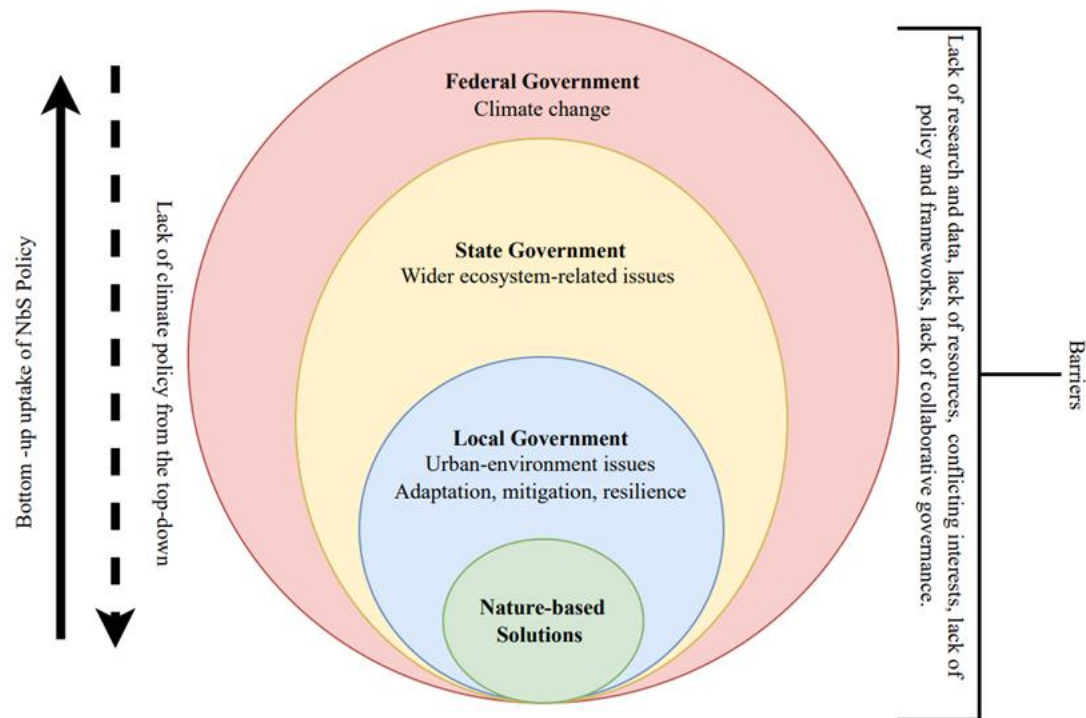 Bottom -up uptake of NbS Policy
Lack of climate policy from the top-down
Federal Government
Climate change
State Government
Wider ecosystem-related issues
Local Government
Urban-environment issues
Adaptation, mitigation, resilience
Nature-based
Solutions
Lack of research and data, lack of resources, conflicting interests, lack of
policy and frameworks, lack of collaborative governance.
Barriers